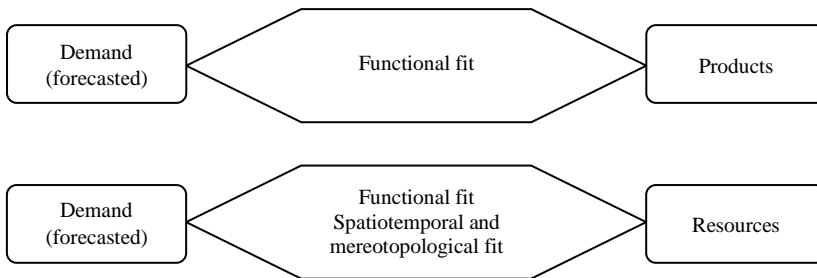 Demand
(forecasted)
Functional fit
Products
Demand
(forecasted)
Functional fit
Spatiotemporal and
mereotopological fit
Resources